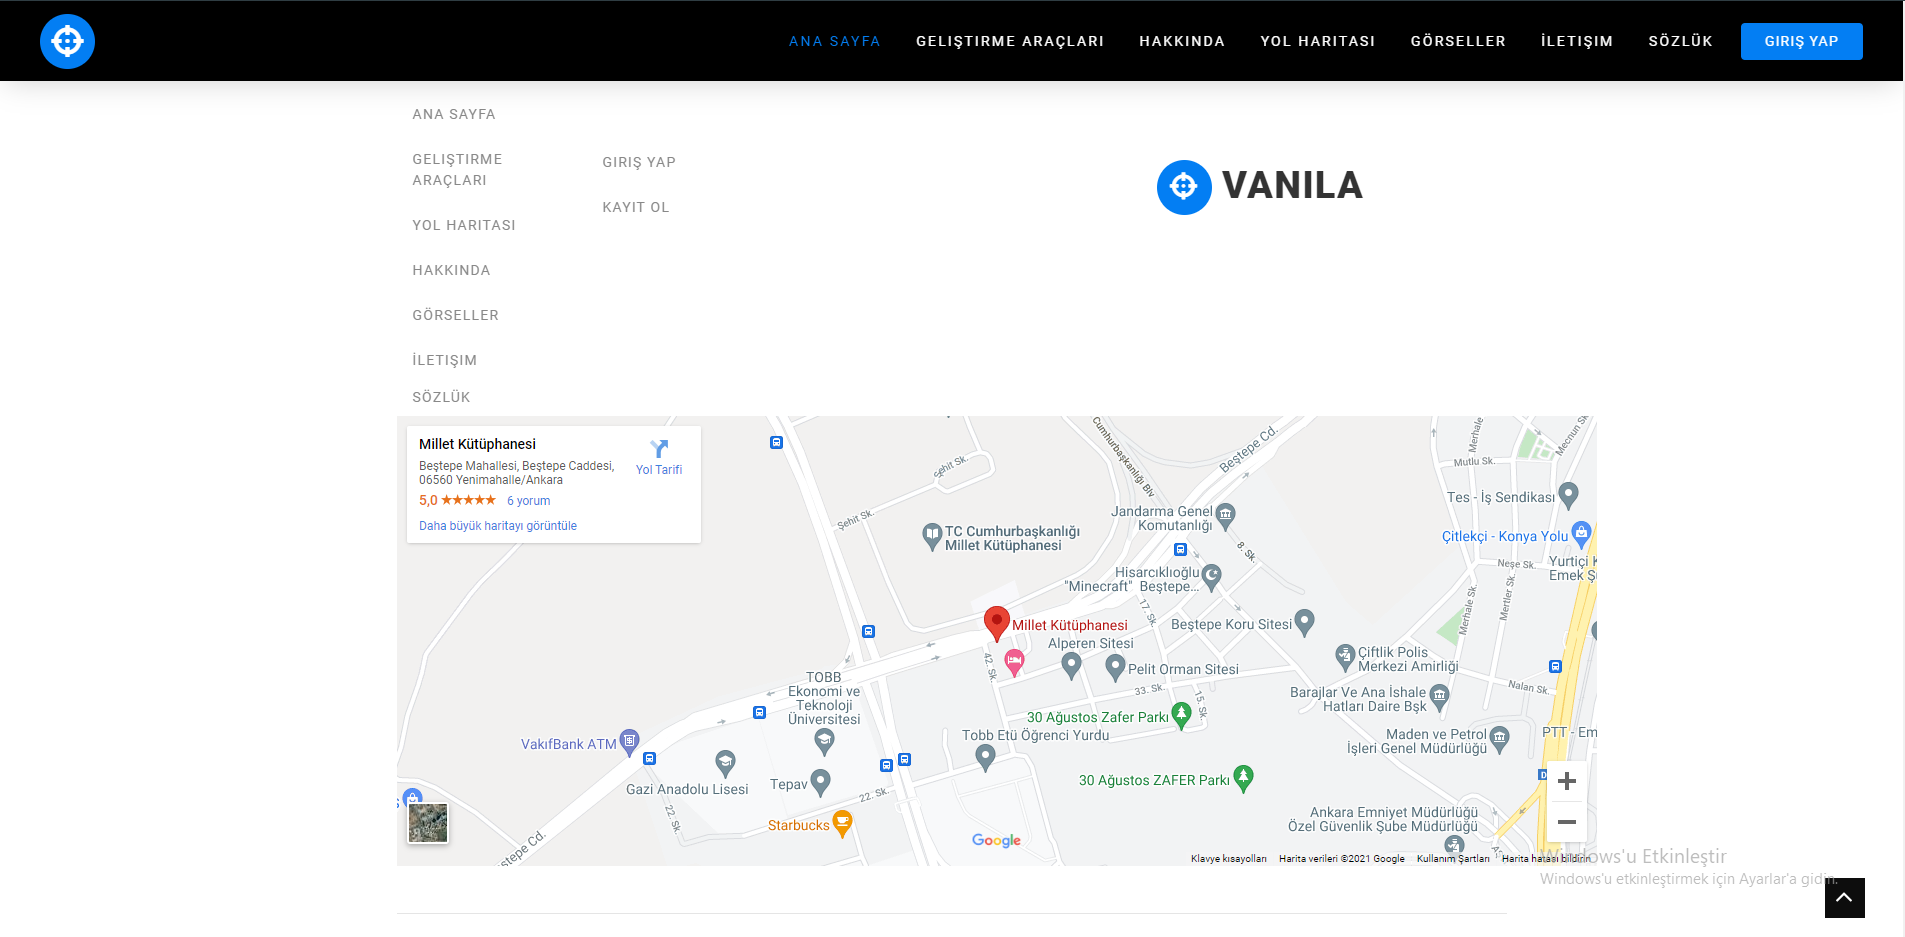 ANA SAYFA
GELIŞTIRME ARAÇLARI
HAKKINDA
YOL HARITASI
GÖRSELLER
İLETIŞIM
SÖZLÜK
GIRIŞ YAP
ANA SAYFA
GELIŞTIRME
ARAÇLARI
YOL HARITASI
HAKKINDA
GÖRSELLER
İLETIŞIM
SÖZLÜK
GIRIŞ YAP
KAYIT OL
VANILA
Millet Kütüphanesi
Beştepe Mahallesi, Beştepe Caddesi,
06560 Yenimahalle/Ankara
5,0 ★★★★★ 6 yorum
Daha büyük haritayı görüntüle
Yol Tarifi
Cumhurbaşkanlığı Blv
Beştepe Cd.
Merhale
Mecnun Sk.
Mutlu Sk.
Şehit Sk.
Şehit Sk.
Tes - İş Sendikası
Jandarma Genel
Komutanlığı
TC Cumhurbaşkanlığı
Millet Kütüphanesi
Çitlekçi - Konya Yolu
8. Sk.
Neşe Sk.
Yurtiçi K
Emek Şu
Hisarcıklıoğlu
"Minecraft" Beştepe...
Merhale Sk.
Mertler Sk.
17. Sk.
Millet Kütüphanesi
Beştepe Koru Sitesi
Alperen Sitesi
42. Sk.
Pelit Orman Sitesi
Çiftlik Polis
Merkezi Amirliği
TOBB
Ekonomi ve
Teknoloji
Üniversitesi
33. Sk.
15. Sk.
Nalan Sk.
Barajlar Ve Ana İshale
Hatları Daire Bşk
30 Ağustos Zafer Parkı
Tobb Etü Öğrenci Yurdu
Maden ve Petrol
İşleri Genel Müdürlüğü
PTT - Em
VakıfBank ATM
Gazi Anadolu Lisesi
Tepav
30 Ağustos ZAFER Parkı
D
22. Sk.
22. Sk.
Starbucks
Ankara Emniyet Müdürlüğü
Özel Güvenlik Şube Müdürlüğü
stepe Cd.
Google
Klavye kısayolları
Harita verileri ©2021 Google
Kullanım Şartları
Harita hatası bildirin
Windows'u Etkinleştir
Windows'u etkinleştirmek için Ayarlar'a gidin.